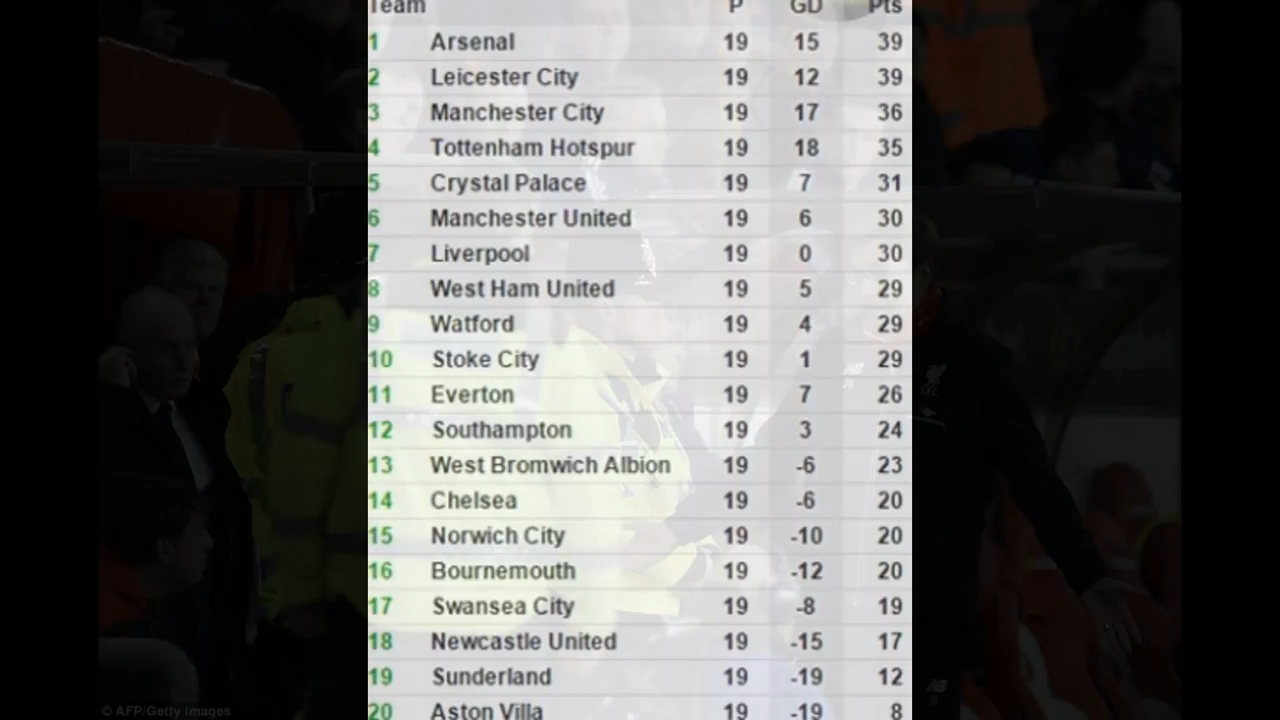 Team P GD Pts
1 Arsenal 19 15 39
2 Leicester City 19 12 39
3 Manchester City 19 17 36
4 Tottenham Hotspur 19 18 35
5 Crystal Palace 19 7 31
6 Manchester United 19 6 30
7 Liverpool 19 0 30
8 West Ham United 19 5 29
9 Watford 19 4 29
10 Stoke City 19 1 29
11 Everton 19 7 26
12 Southampton 19 3 24
13 West Bromwich Albion 19 -6 23
14 Chelsea 19 -6 20
15 Norwich City 19 -10 20
16 Bournemouth 19 -12 20
17 Swansea City 19 -8 19
18 Newcastle United 19 -15 17
19 Sunderland 19 -19 12
20 Aston Villa 19 -19 8
© AFP/Getty Images